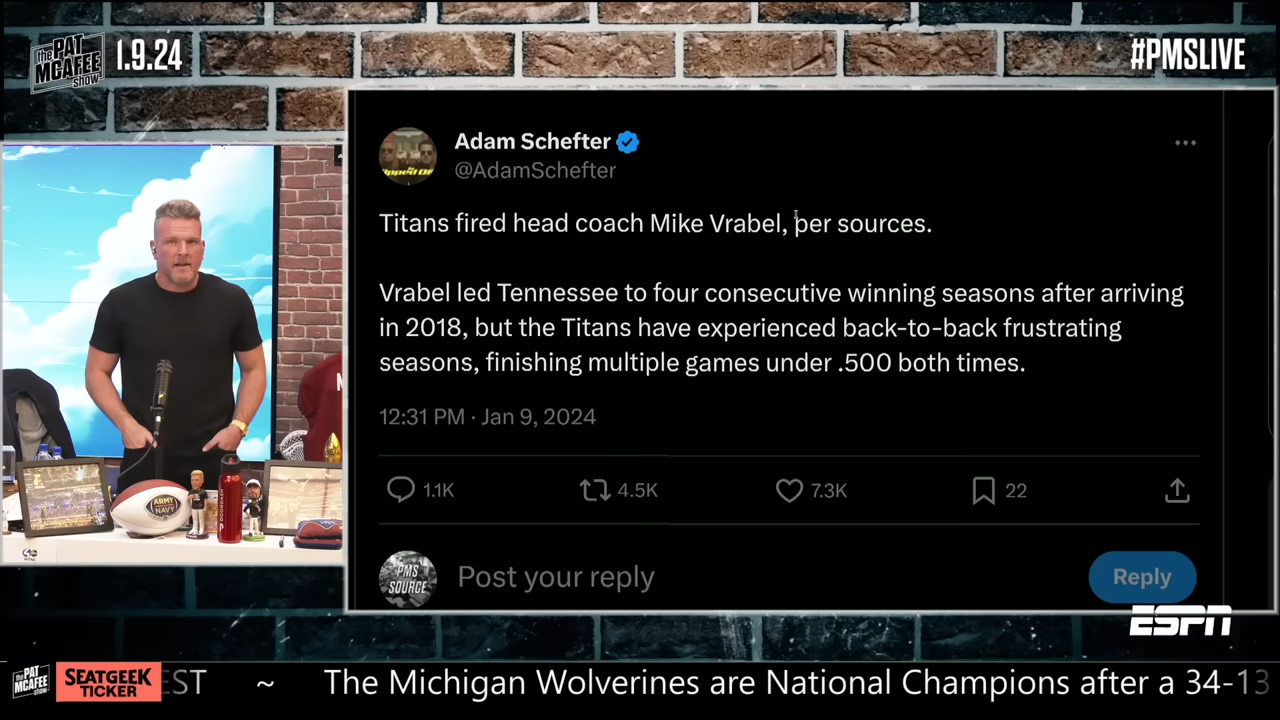 the
PAT
MCAFEE
show
1.9.24
#PMSLIVE
Adam Schefter
@AdamSchefter
Titans fired head coach Mike Vrabel, per sources.
Vrabel led Tennessee to four consecutive winning seasons after arriving
in 2018, but the Titans have experienced back-to-back frustrating
seasons, finishing multiple games under .500 both times.
12:31 PM · Jan 9, 2024
1.1K
4.5K
7.3K
22
PMS
SOURCE
Post your reply
Reply
ARMY
NAVY
ESPN
the
PAT
MCAFEE
show
SEATGEEK
TICKER
EST ~ The Michigan Wolverines are National Champions after a 34-13